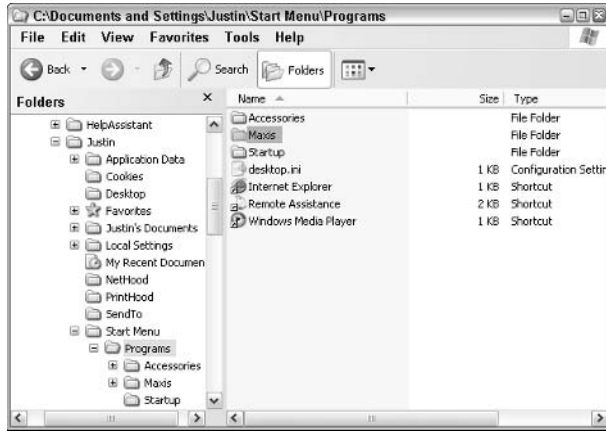 C:\Documents and Settings\Justin\Start Menu\Programs
File Edit View Favorites Tools Help
Back Search Folders
Folders
HelpAssistant
Justin
Application Data
Cookies
Desktop
Favorites
Justin's Documents
Local Settings
My Recent Documen
NetHood
PrintHood
SendTo
Start Menu
Programs
Accessories
Maxis
Startup
Name Size Type
Accessories File Folder
Maxis File Folder
Startup File Folder
desktop.ini 1 KB Configuration Settin
Internet Explorer 1 KB Shortcut
Remote Assistance 2 KB Shortcut
Windows Media Player 1 KB Shortcut